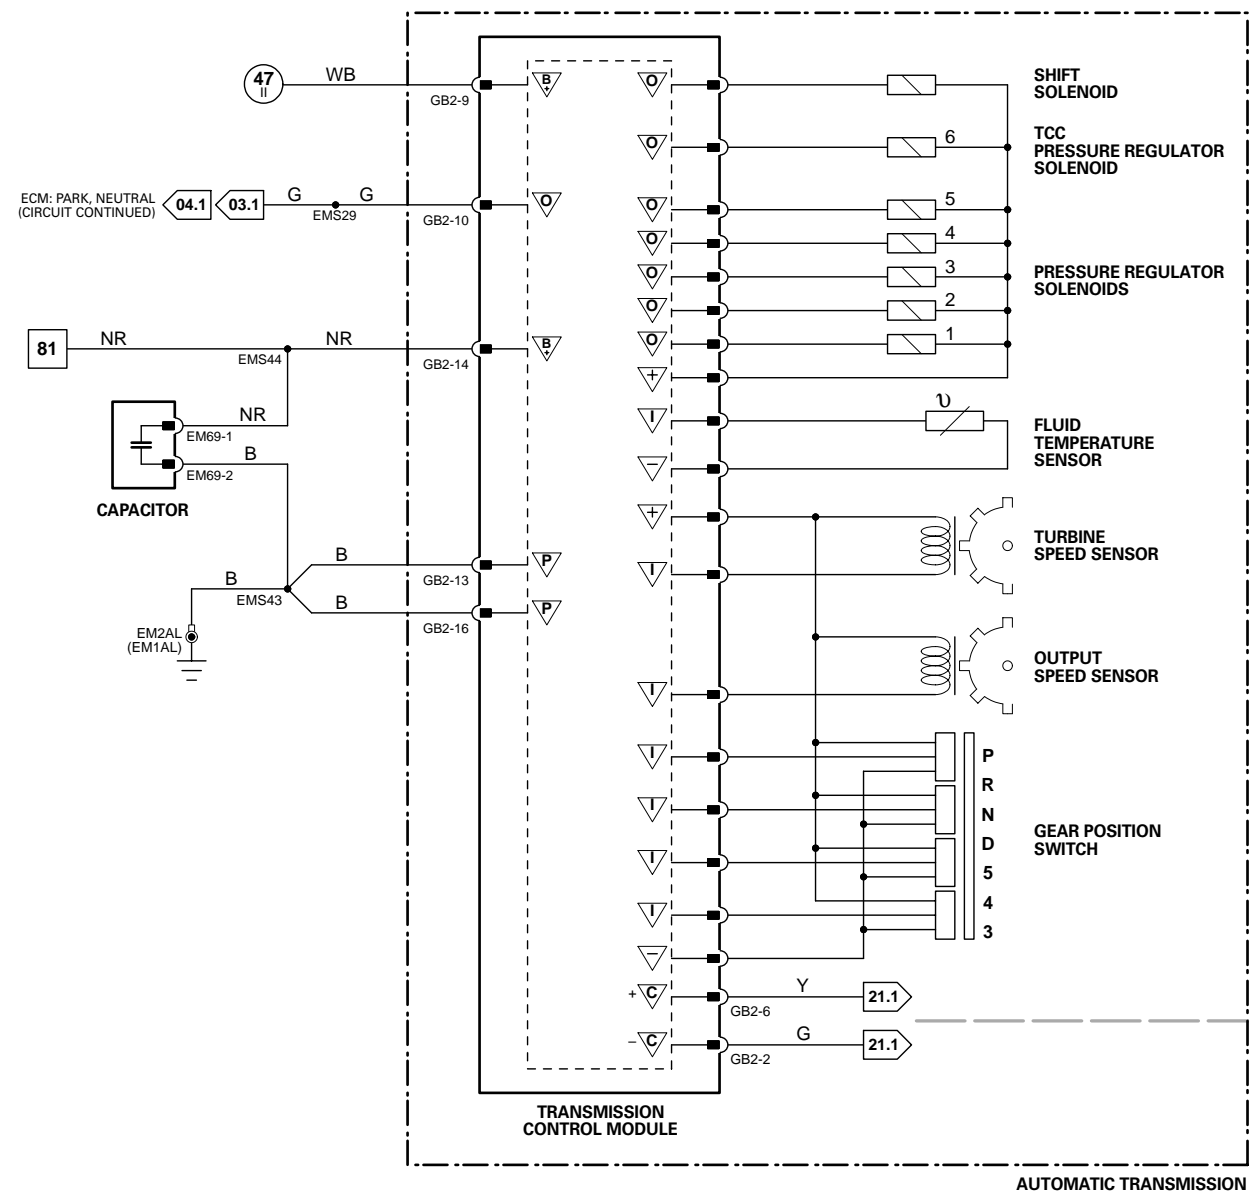 47
II
WB
GB2-9
B
+
O
SHIFT
SOLENOID
O
6
TCC
PRESSURE REGULATOR
SOLENOID
ECM: PARK, NEUTRAL
(CIRCUIT CONTINUED)
04.1
03.1
G
EMS29
G
GB2-10
O
O
5
O
4
O
3
PRESSURE REGULATOR
SOLENOIDS
O
2
O
1
81
NR
EMS44
NR
GB2-14
B
+
+
NR
EM69-1
B
EM69-2
CAPACITOR
I
υ
FLUID
TEMPERATURE
SENSOR
–
+
TURBINE
SPEED SENSOR
I
B
GB2-13
P
B
EMS43
B
GB2-16
P
EM2AL
(EM1AL)
OUTPUT
SPEED SENSOR
I
I
P
R
I
N
GEAR POSITION
SWITCH
D
I
5
4
I
3
–
+
C
Y
GB2-6
21.1
–
C
G
GB2-2
21.1
TRANSMISSION
CONTROL MODULE
AUTOMATIC TRANSMISSION